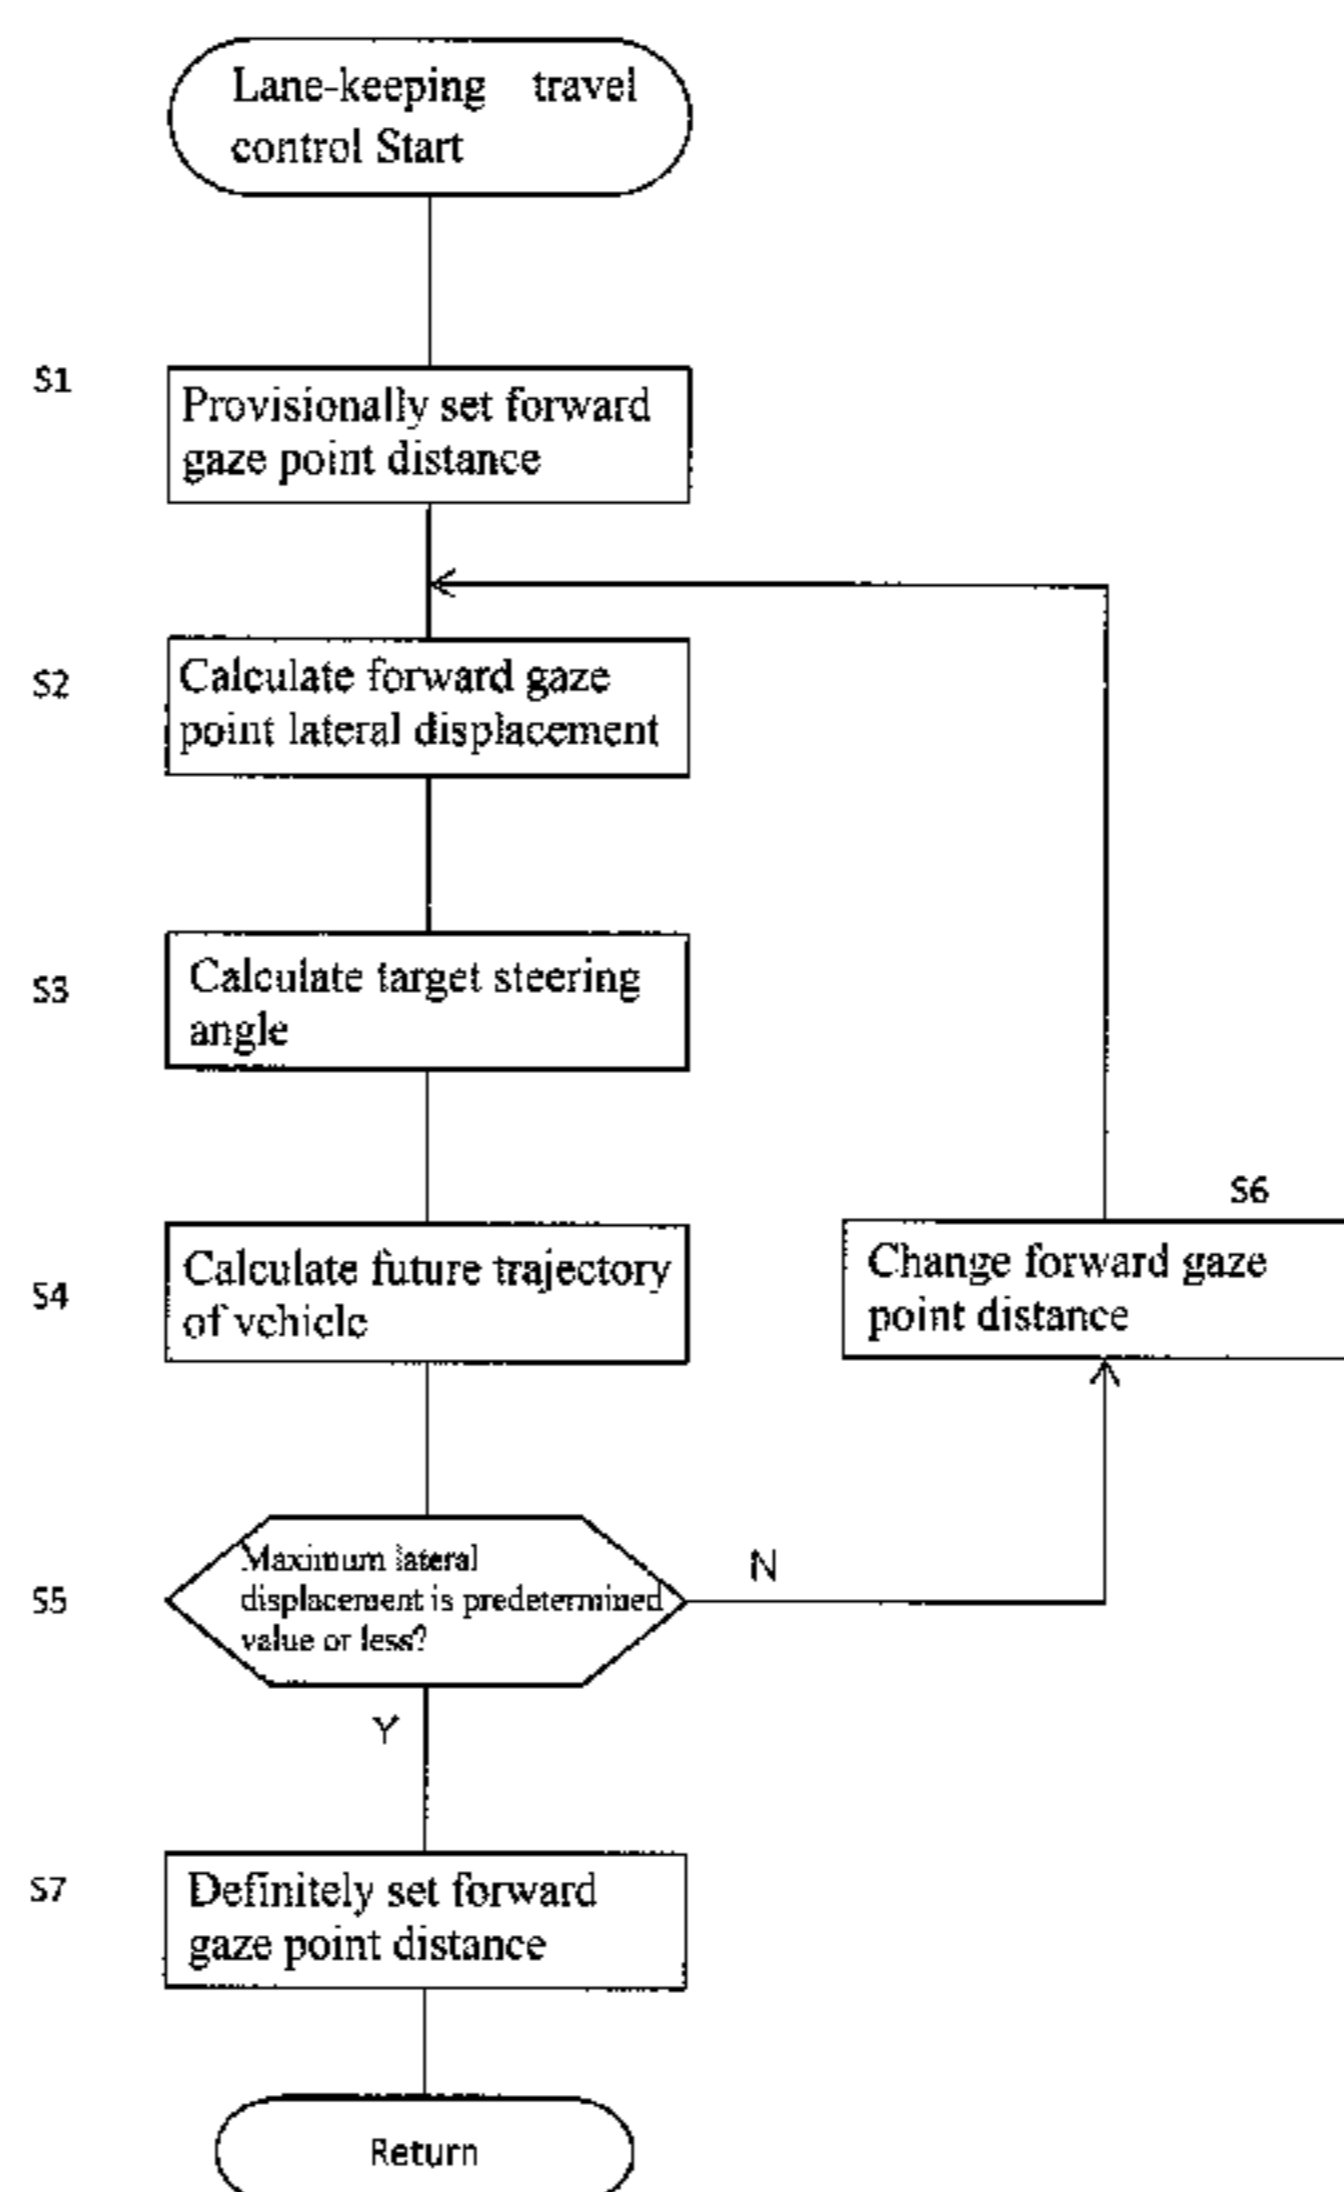 Lane-keeping travel
control Start
S1
Provisionally set forward
gaze point distance
S2
Calculate forward gaze
point lateral displacement
S3
Calculate target steering
angle
S4
Calculate future trajectory
of vehicle
S6
Change forward gaze
point distance
S5
Maximum lateral
displacement is predetermined
value or less?
N
Y
S7
Definitely set forward
gaze point distance
Return